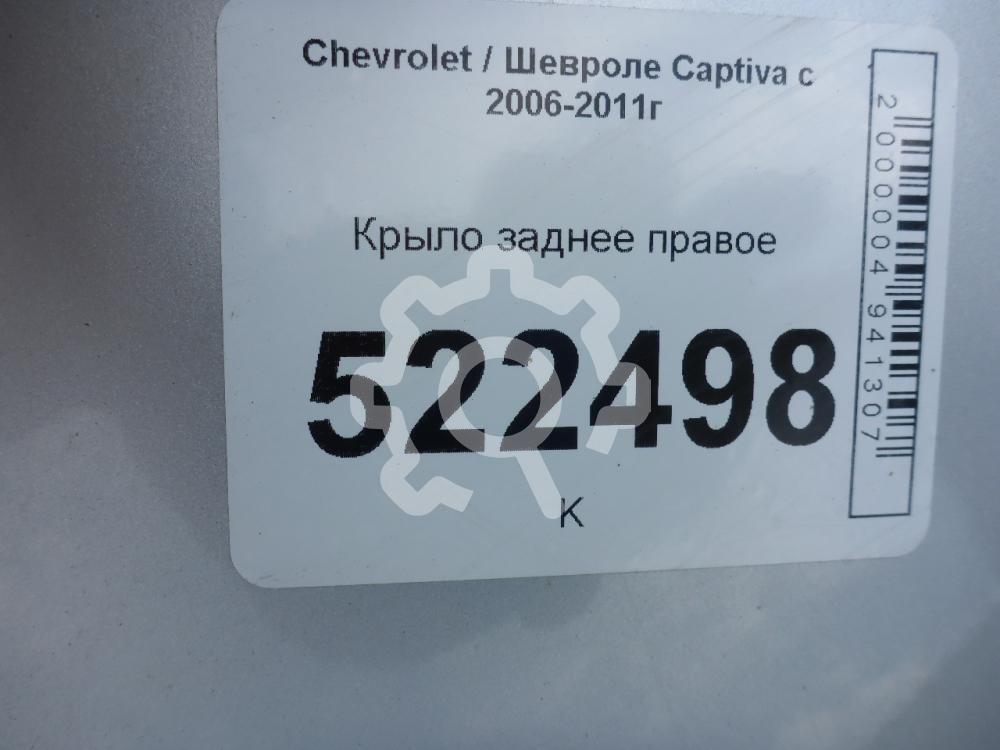 Chevrolet / Шевроле Captiva с
2006-2011г
Крыло заднее правое
522498
К
2000004941307